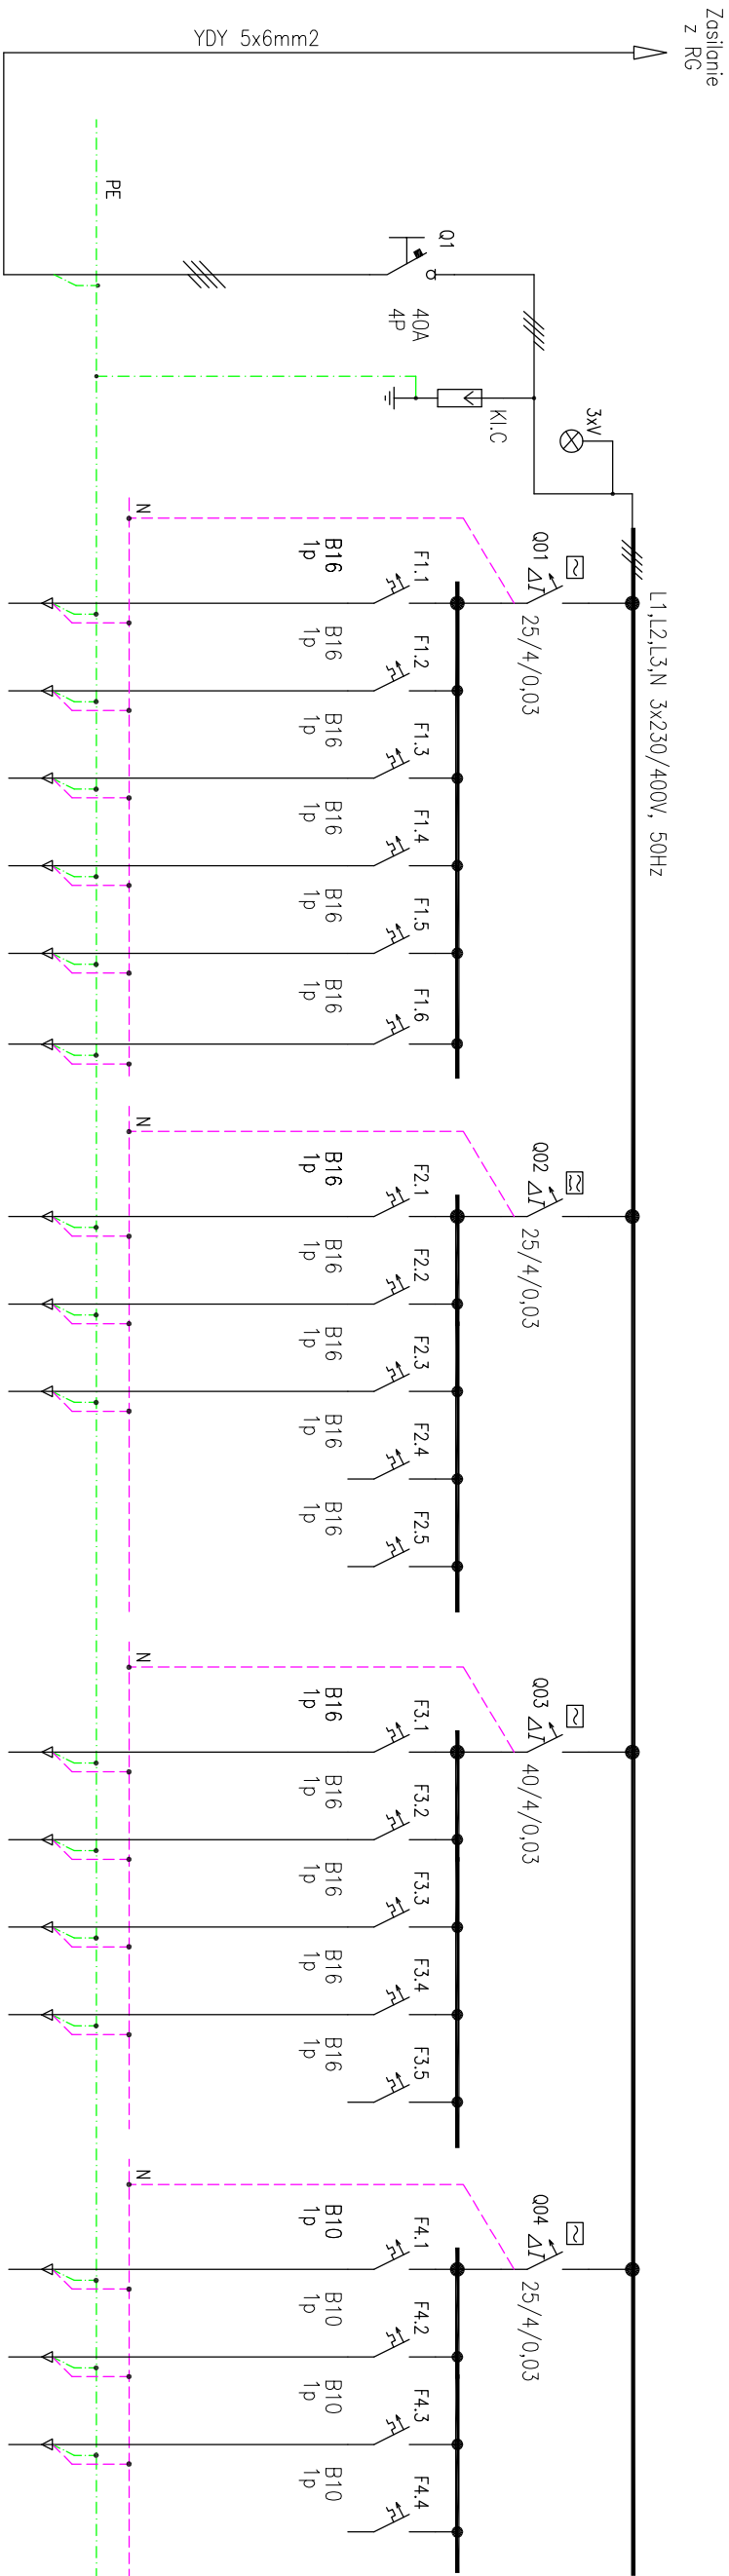 Zasilanie
z RG
YDY 5x6mm2
PE
Q1
40A
4P
Kl.C
3xV
L1,L2,L3,N 3x230/400V, 50Hz
N
Q01
~
ΔI
25/4/0,03
F1.1
B16
1p
F1.2
B16
1p
F1.3
B16
1p
F1.4
B16
1p
F1.5
B16
1p
F1.6
B16
1p
N
Q02
ΔI
25/4/0,03
F2.1
B16
1p
F2.2
B16
1p
F2.3
B16
1p
F2.4
B16
1p
F2.5
B16
1p
N
Q03
~
ΔI
40/4/0,03
F3.1
B16
1p
F3.2
B16
1p
F3.3
B16
1p
F3.4
B16
1p
F3.5
B16
1p
N
Q04
~
ΔI
25/4/0,03
F4.1
B10
1p
F4.2
B10
1p
F4.3
B10
1p
F4.4
B10
1p